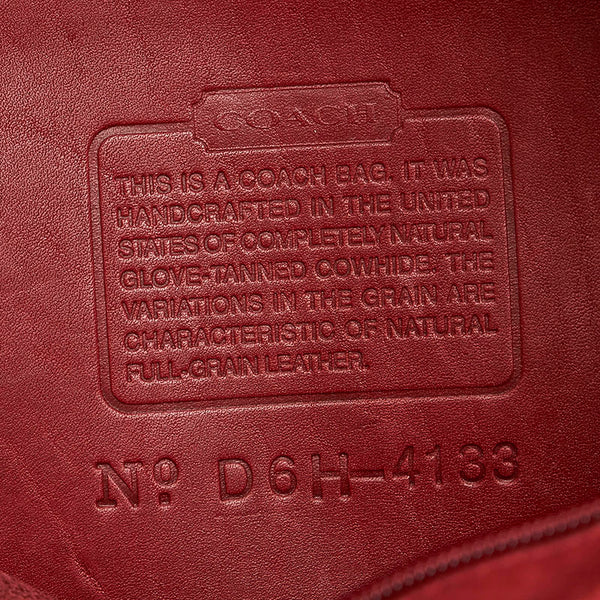 COACH
THIS IS A COACH BAG. IT WAS
HANDCRAFTED IN THE UNITED
STATES OF COMPLETELY NATURAL
GLOVE-TANNED COWHIDE. THE
VARIATIONS IN THE GRAIN ARE
CHARACTERISTIC OF NATURAL
FULL-GRAIN LEATHER.
No D6H-4133